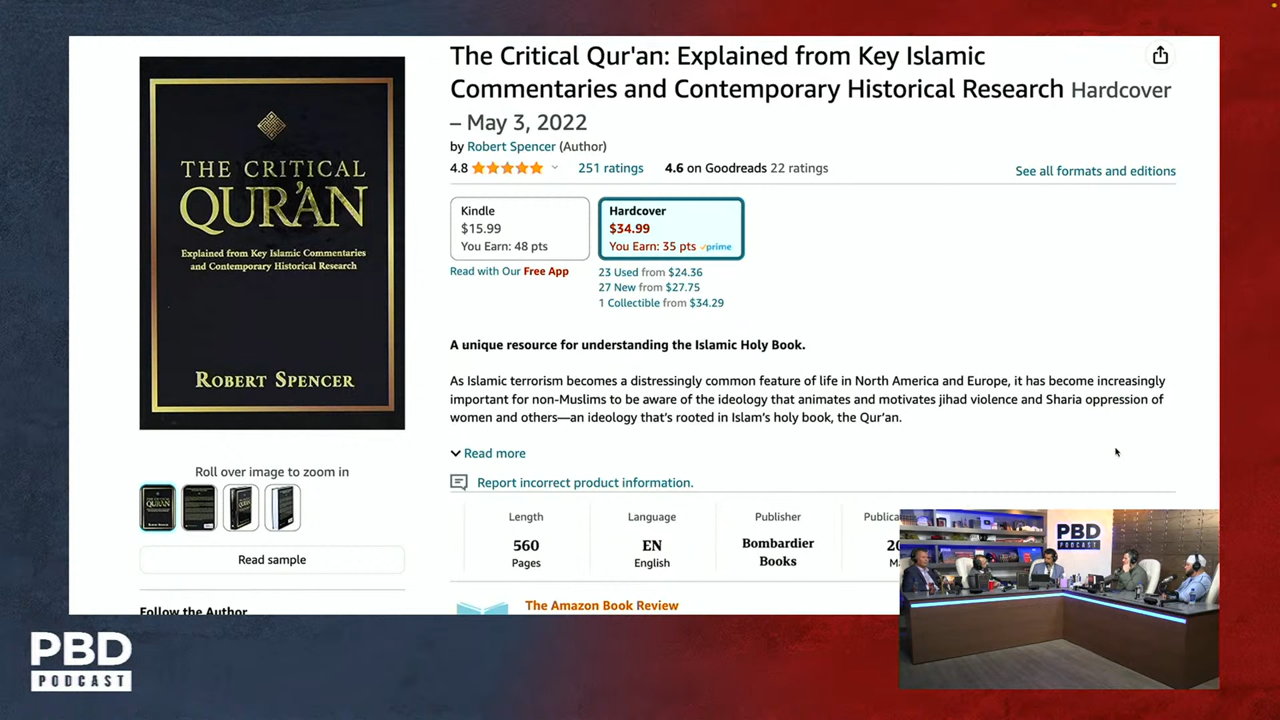 The Critical Qur'an: Explained from Key Islamic
Commentaries and Contemporary Historical Research Hardcover
– May 3, 2022
by Robert Spencer (Author)
4.8
251 ratings
4.6 on Goodreads 22 ratings
See all formats and editions
THE CRITICAL
QUR'AN
Explained from Key Islamic Commentaries
and Contemporary Historical Research
ROBERT SPENCER
Kindle
$15.99
You Earn: 48 pts
Hardcover
$34.99
You Earn: 35 pts prime
Read with Our Free App
23 Used from $24.36
27 New from $27.75
1 Collectible from $34.29
A unique resource for understanding the Islamic Holy Book.
As Islamic terrorism becomes a distressingly common feature of life in North America and Europe, it has become increasingly
important for non-Muslims to be aware of the ideology that animates and motivates jihad violence and Sharia oppression of
women and others—an ideology that's rooted in Islam's holy book, the Qur'an.
Read more
Report incorrect product information.
Roll over image to zoom in
Read sample
Follow the Author
Length
560
Pages
Language
EN
English
Publisher
Bombardier
Books
The Amazon Book Review
PBD
PODCAST
PBD
PODCAST